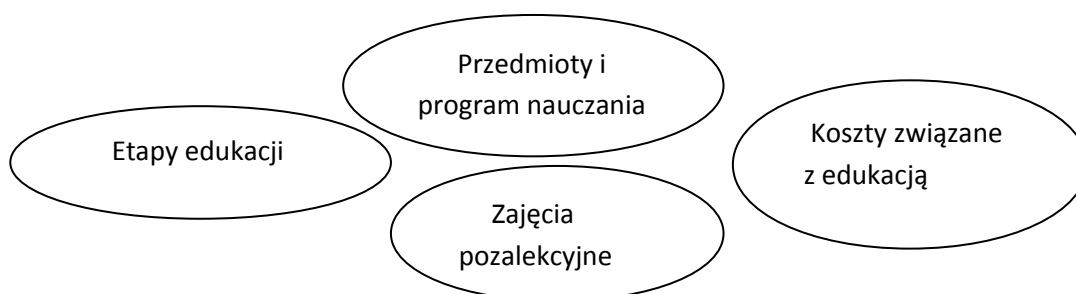 Przedmioty i
program nauczania
Etapy edukacji
Koszty związane
z edukacją
Zajęcia
pozalekcyjne